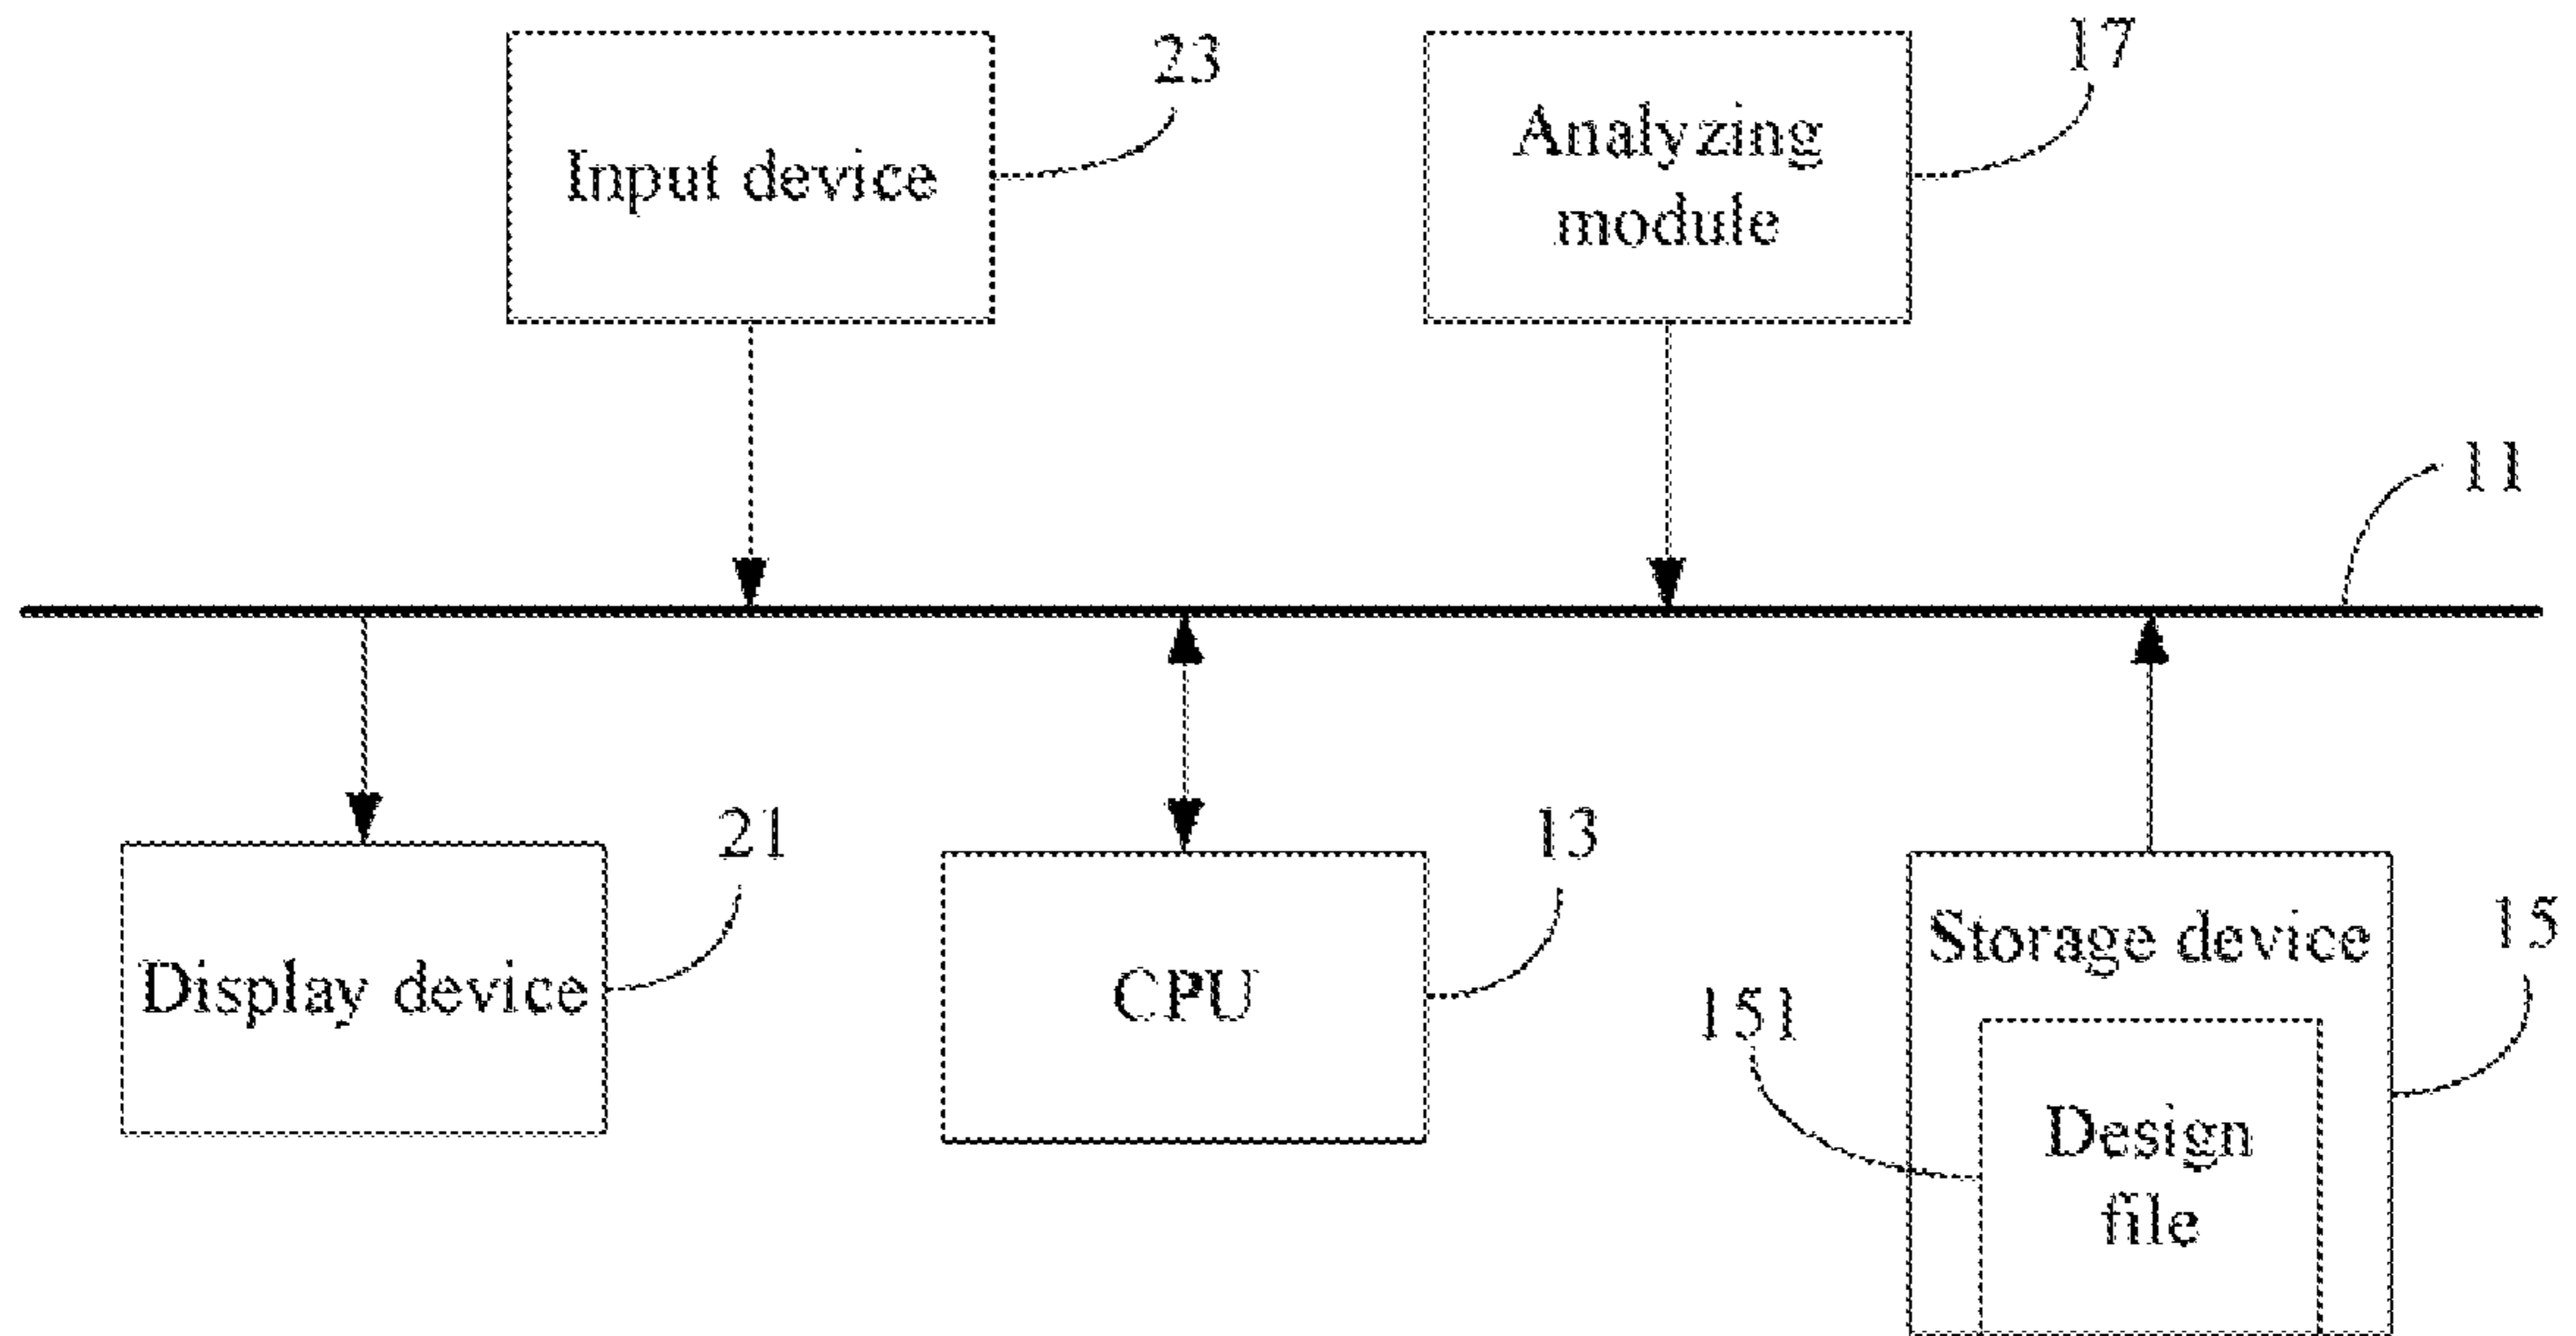 23
17
Input device
Analyzing
module
11
21
13
15
Display device
CPU
Storage device
151
Design
file